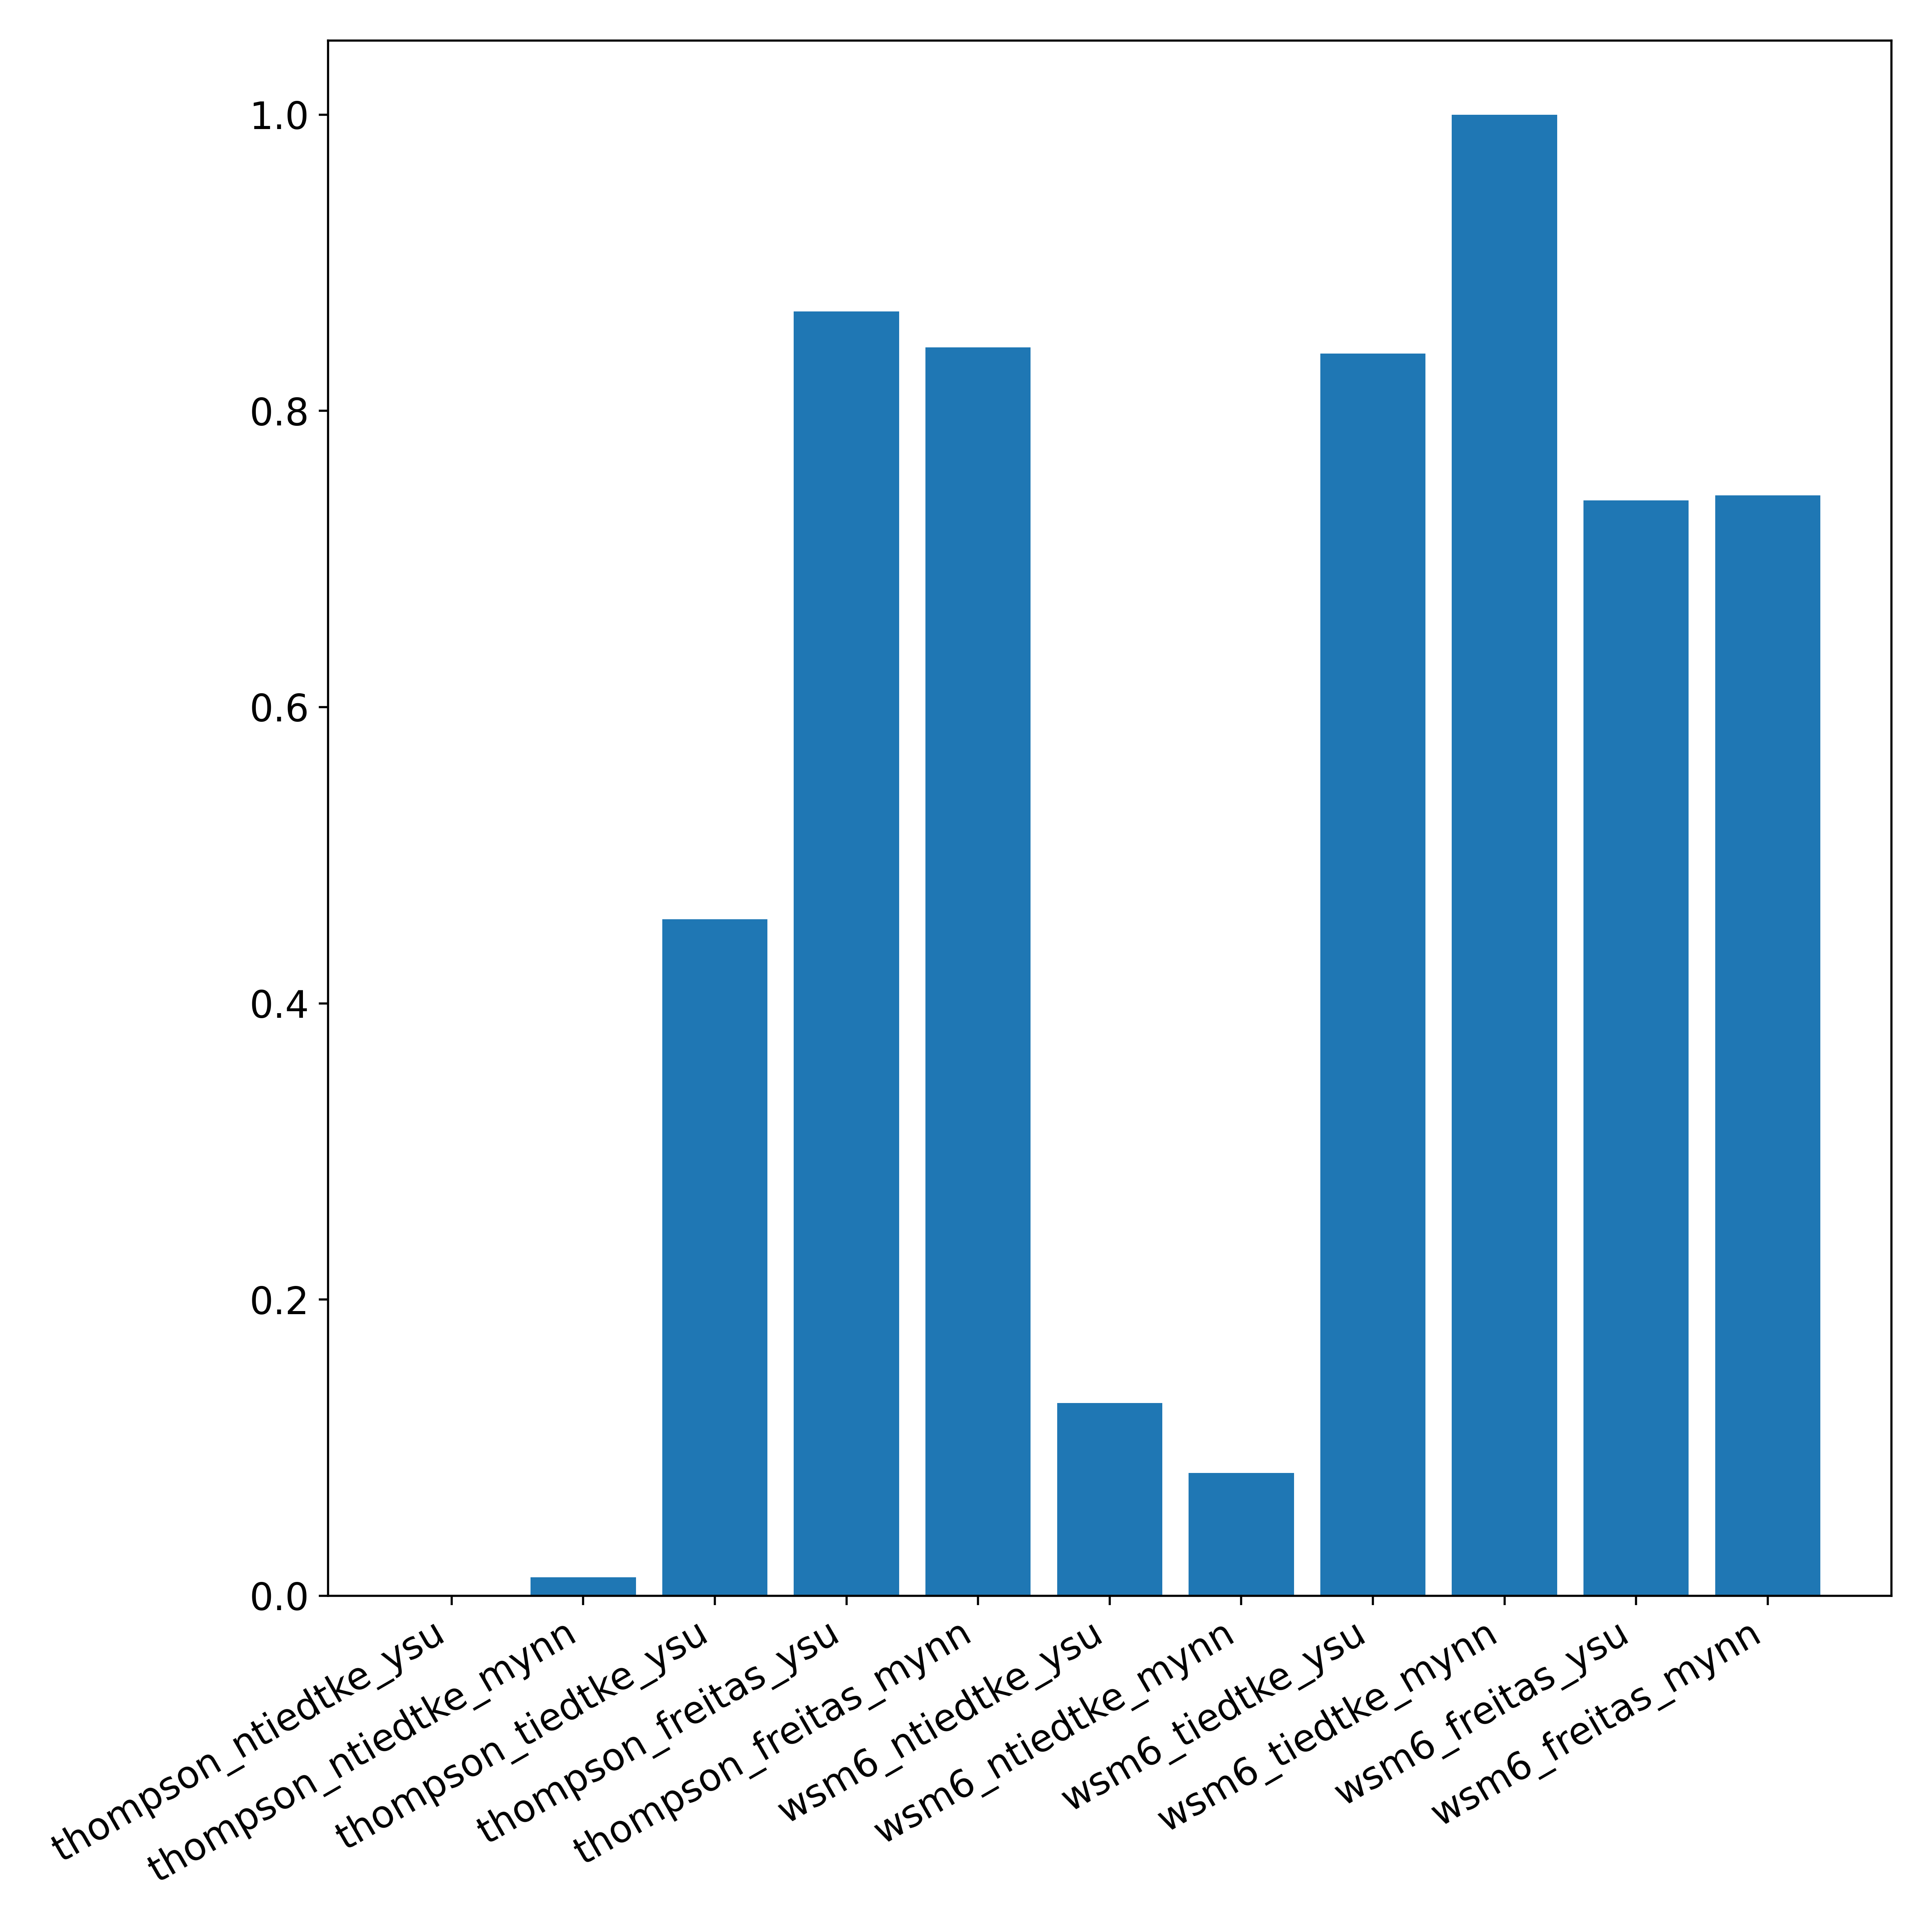 1.0
0.8
0.6
0.4
0.2
0.0
thompson_ntiedtke_ysu
thompson_ntiedtke_mynn
thompson_tiedtke_ysu
thompson_freitas_ysu
thompson_freitas_mynn
wsm6_ntiedtke_ysu
wsm6_ntiedtke_mynn
wsm6_tiedtke_ysu
wsm6_tiedtke_mynn
wsm6_freitas_ysu
wsm6_freitas_mynn